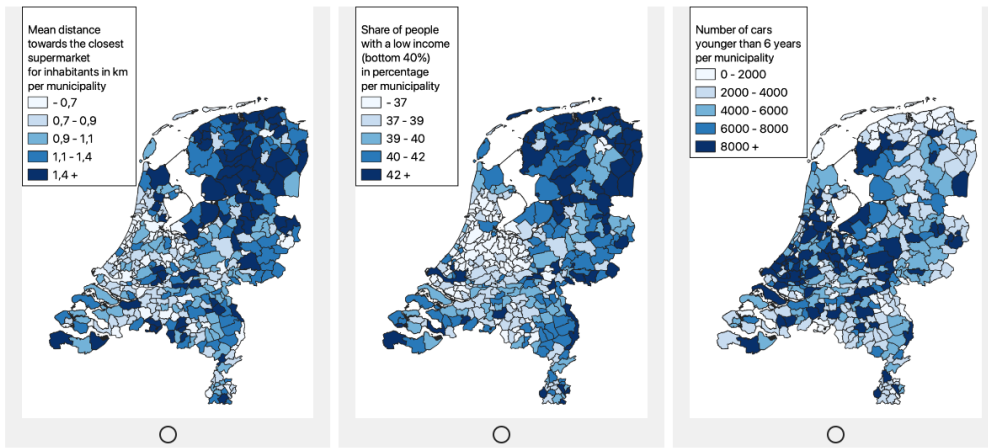 Mean distance
towards the closest
supermarket
for inhabitants in km
per municipality
- 0,7
0,7 - 0,9
0,9 - 1,1
1,1 - 1,4
1,4 +
Share of people
with a low income
(bottom 40%)
in percentage
per municipality
- 37
37 - 39
39 - 40
40 - 42
42 +
Number of cars
younger than 6 years
per municipality
0 - 2000
2000 - 4000
4000 - 6000
6000 - 8000
8000 +